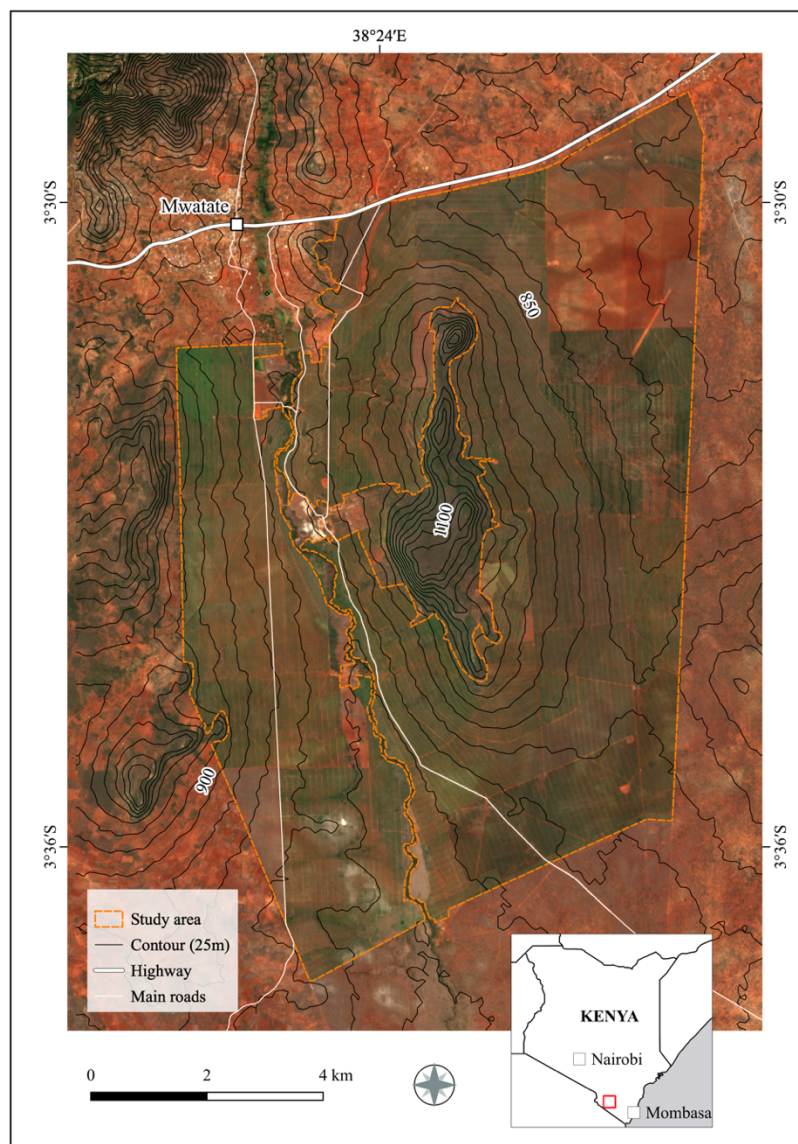 38°24′E
3°30′S
3°30′S
Mwatate
850
1100
900
3°36′S
3°36′S
Study area
Contour (25m)
Highway
Main roads
0
2
4 km
KENYA
Nairobi
Mombasa